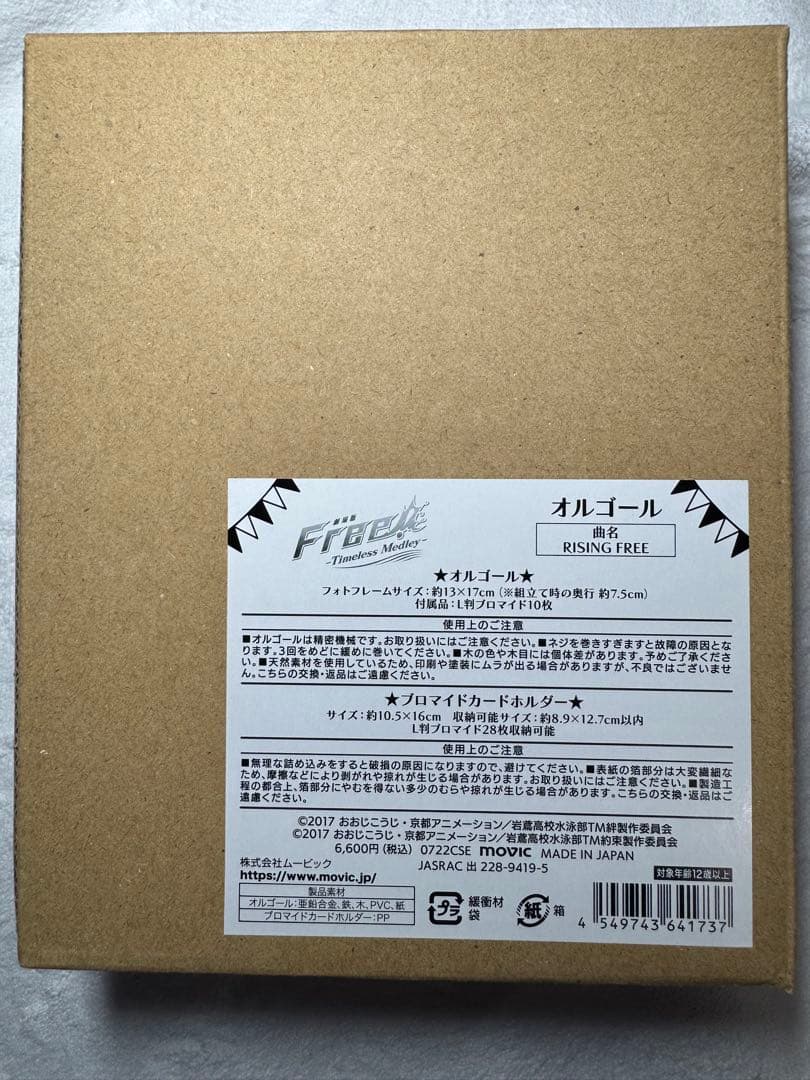 劇場版
Free!
-Timeless Medley-
オルゴール
曲名
RISING FREE
★オルゴール★
フォトフレームサイズ:約13×17cm(※組立て時の奥行 約7.5cm)
付属品:L判ブロマイド10枚
使用上のご注意
■オルゴールは精密機械です。お取り扱いにはご注意ください。■ネジを巻きすぎますと故障の原因とな
ります。3回をめどに緩めに巻いてください。■木の色や木目には個体差があります。予めご了承くださ
い。■天然素材を使用しているため、印刷や塗装にムラが出る場合がありますが、不良ではございませ
ん。こちらの交換・返品はご遠慮ください。
★ブロマイドカードホルダー★
サイズ:約10.5×16cm 収納可能サイズ:約8.9×12.7cm以内
L判ブロマイド28枚収納可能
使用上のご注意
■無理な詰め込みをすると破損の原因になりますので、避けてください。■表紙の箔部分は大変繊細な
ため、摩擦などにより剥がれや掠れが生じる場合があります。お取り扱いにはご注意ください。■製造工
程の都合上、箔部分にやむを得ない多少のむらや掠れが生じる場合があります。こちらの交換・返品はご
遠慮ください。
©2017 おおじこうじ・京都アニメーション/岩鳶高校水泳部TM絆製作委員会
©2017 おおじこうじ・京都アニメーション/岩鳶高校水泳部TM約束製作委員会
6,600円(税込) 0722CSE movic MADE IN JAPAN
株式会社ムービック
JASRAC 出 228-9419-5
https://www.movic.jp/
対象年齢12歳以上
製品素材
オルゴール:亜鉛合金、鉄、木、PVC、紙
ブロマイドカードホルダー:PP
プラ
緩衝材
袋
紙
箱
4 549743 641737